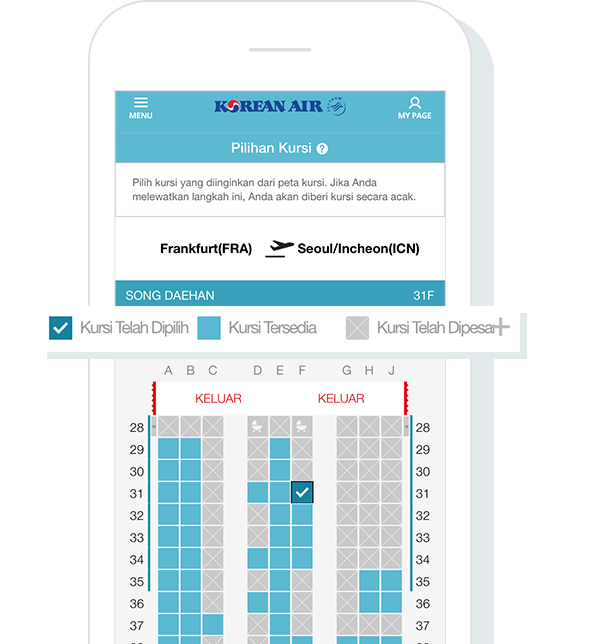 MENU
KOREAN AIR
MY PAGE
Pilihan Kursi ?
Pilih kursi yang diinginkan dari peta kursi. Jika Anda
melewatkan langkah ini, Anda akan diberi kursi secara acak.
Frankfurt(FRA) Seoul/Incheon(ICN)
SONG DAEHAN 31F
Kursi Telah Dipilih Kursi Tersedia Kursi Telah Dipesan
A B C D E F G H J
KELUAR KELUAR
28 28
29 29
30 30
31 31
32 32
33 33
34 34
35 35
36 36
37 37